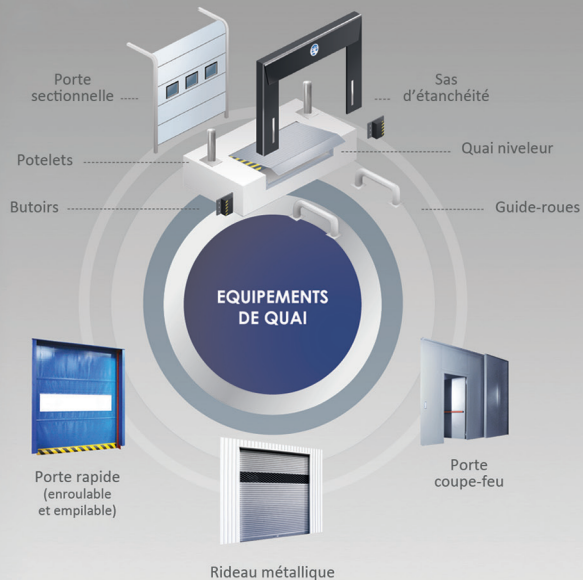 Porte
sectionnelle
Sas
d'étanchéité
Potelets
Quai niveleur
Butoirs
Guide-roues
EQUIPEMENTS
DE QUAI
Porte rapide
(enroulable
et empilable)
Porte
coupe-feu
Rideau métallique